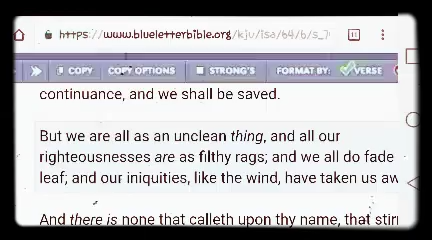 https://www.blueletterbible.org/kjv/isa/64/6/s_7
COPY COPY OPTIONS STRONG'S FORMAT BY: VERSE
continuance, and we shall be saved.
But we are all as an unclean thing, and all our
righteousnesses are as filthy rags; and we all do fade
leaf; and our iniquities, like the wind, have taken us aw
And there is none that calleth upon thy name, that stirr